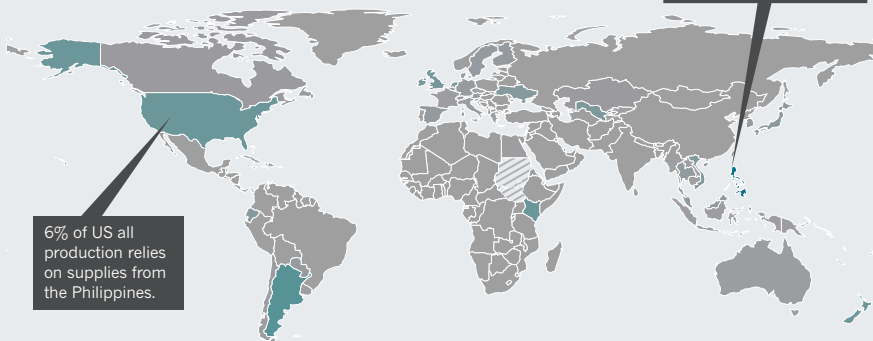 6% of US all
production relies
on supplies from
the Philippines.